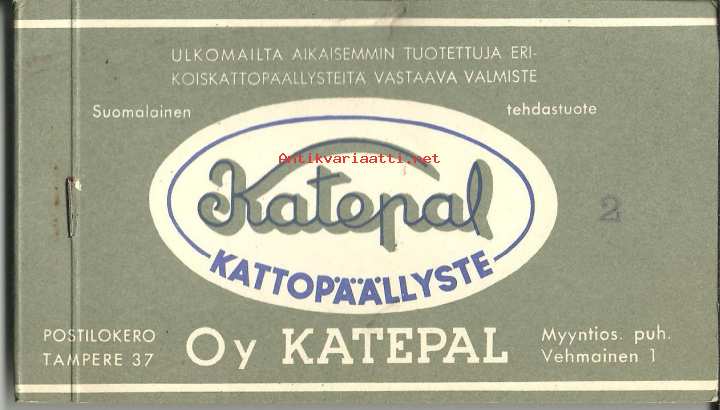 ULKOMAILTA AIKAISEMMIN TUOTETTUJA ERI-
KOISKATTOPÄÄLLYSTEITÄ VASTAAVA VALMISTE
Suomalainen tehdastuote
Antikvariaatti.net
Katepal
2
KATTOPÄÄLLYSTE
POSTILOKERO
TAMPERE 37
Oy KATEPAL
Myyntios. puh.
Vehmainen 1